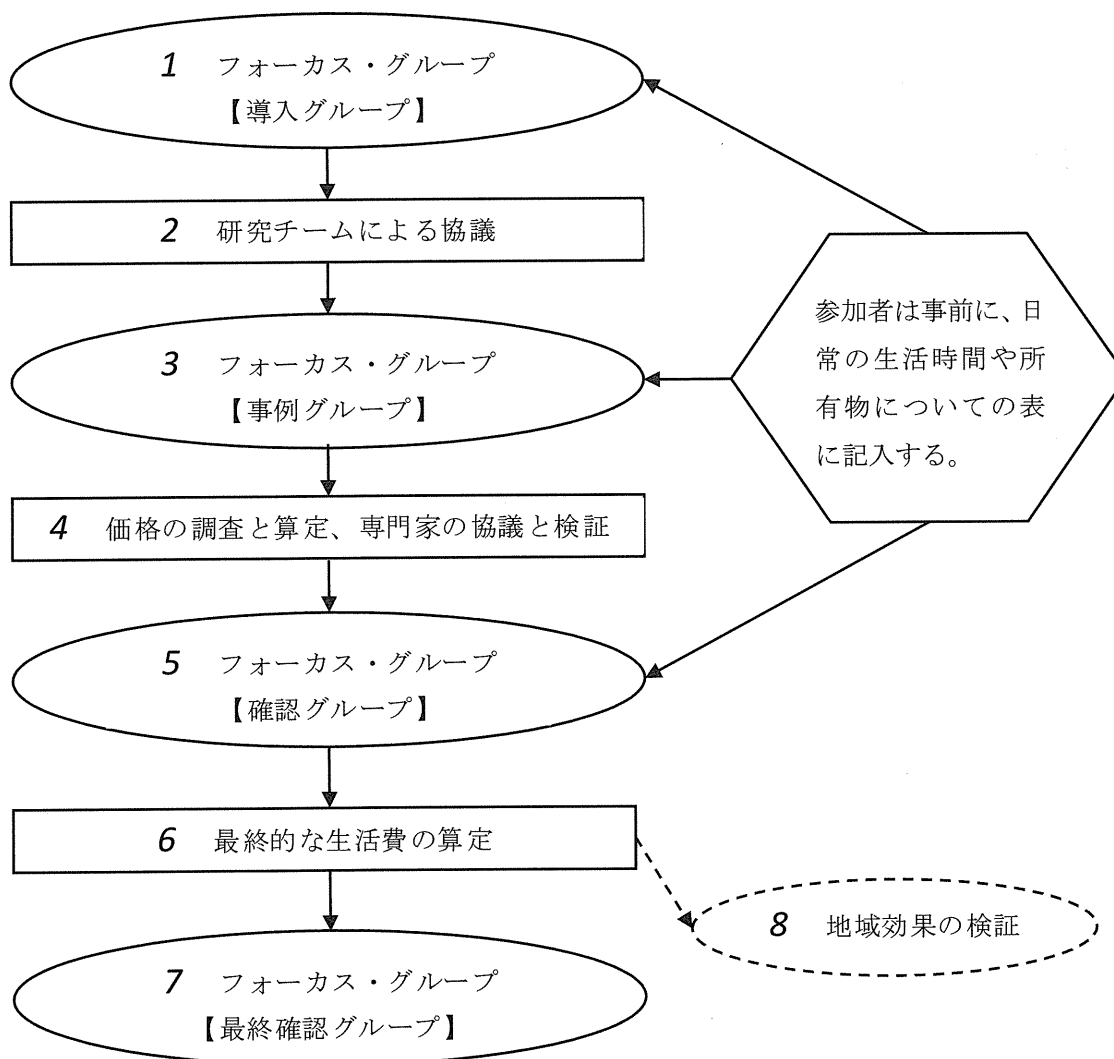 1 フォーカス・グループ
【導入グループ】
2 研究チームによる協議
3 フォーカス・グループ
【事例グループ】
参加者は事前に、日
常の生活時間や所
有物についての表
に記入する。
4 価格の調査と算定、専門家の協議と検証
5 フォーカス・グループ
【確認グループ】
6 最終的な生活費の算定
8 地域効果の検証
7 フォーカス・グループ
【最終確認グループ】